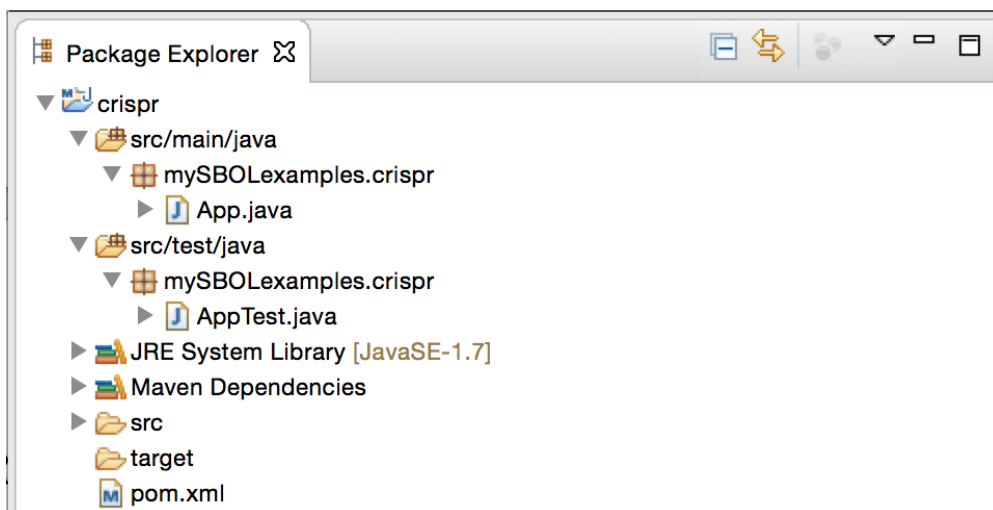 Package Explorer
crispr
src/main/java
mySBOLexamples.crispr
App.java
src/test/java
mySBOLexamples.crispr
AppTest.java
JRE System Library [JavaSE-1.7]
Maven Dependencies
src
target
pom.xml